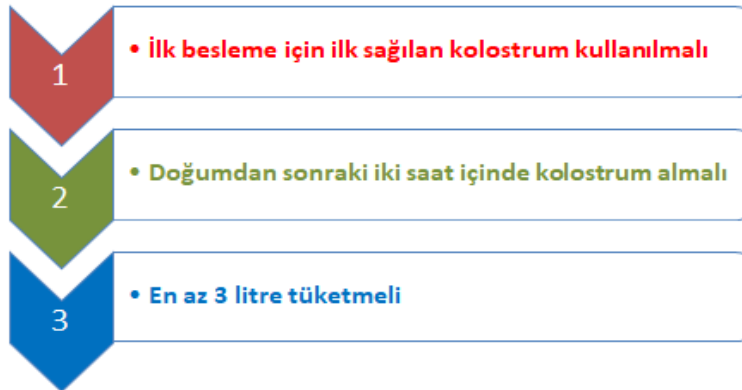 1
• İlk besleme için ilk sağılan kolostrum kullanılmalı
2
• Doğumdan sonraki iki saat içinde kolostrum almalı
3
• En az 3 litre tüketmeli